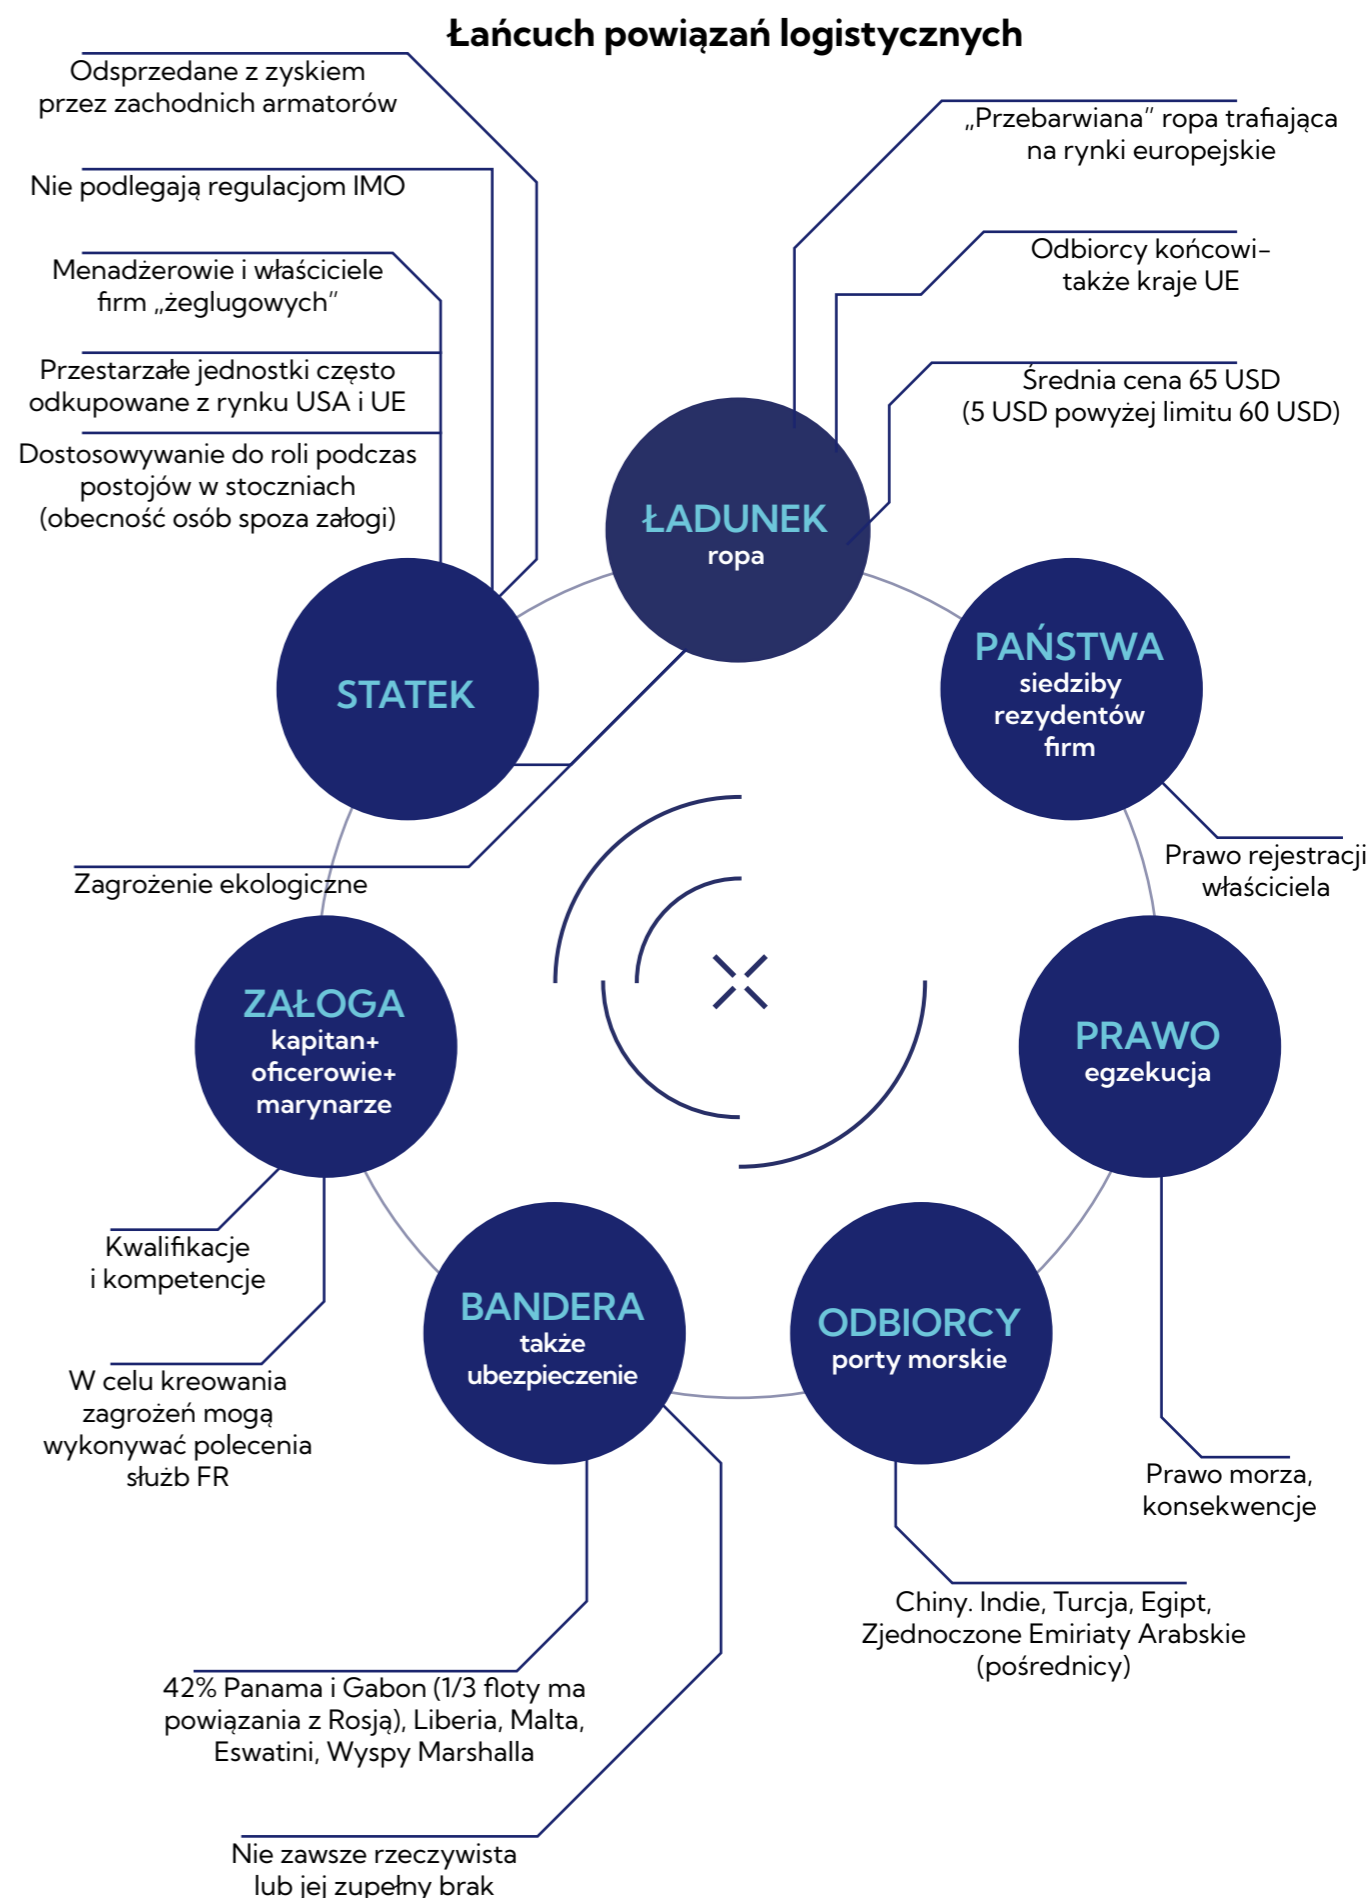 Łańcuch powiązań logistycznych
Odsprzedane z zyskiem
przez zachodnich armatorów
Nie podlegają regulacjom IMO
Menadżerowie i właściciele
firm „żeglugowych”
Przestarzałe jednostki często
odkupowane z rynku USA i UE
Dostosowywanie do roli podczas
postojów w stoczniach
(obecność osób spoza załogi)
„Przebarwiana” ropa trafiająca
na rynki europejskie
Odbiorcy końcowi–
także kraje UE
Średnia cena 65 USD
(5 USD powyżej limitu 60 USD)
ŁADUNEK
ropa
STATEK
PAŃSTWA
siedziby
rezydentów
firm
Zagrożenie ekologiczne
Prawo rejestracji
właściciela
ZAŁOGA
kapitan+
oficerowie+
marynarze
PRAWO
egzekucja
Kwalifikacje
i kompetencje
W celu kreowania
zagrożeń mogą
wykonywać polecenia
służb FR
BANDERA
także
ubezpieczenie
ODBIORCY
porty morskie
Prawo morza,
konsekwencje
Chiny. Indie, Turcja, Egipt,
Zjednoczone Emiriaty Arabskie
(pośrednicy)
42% Panama i Gabon (1/3 floty ma
powiązania z Rosją), Liberia, Malta,
Eswatini, Wyspy Marshalla
Nie zawsze rzeczywista
lub jej zupełny brak